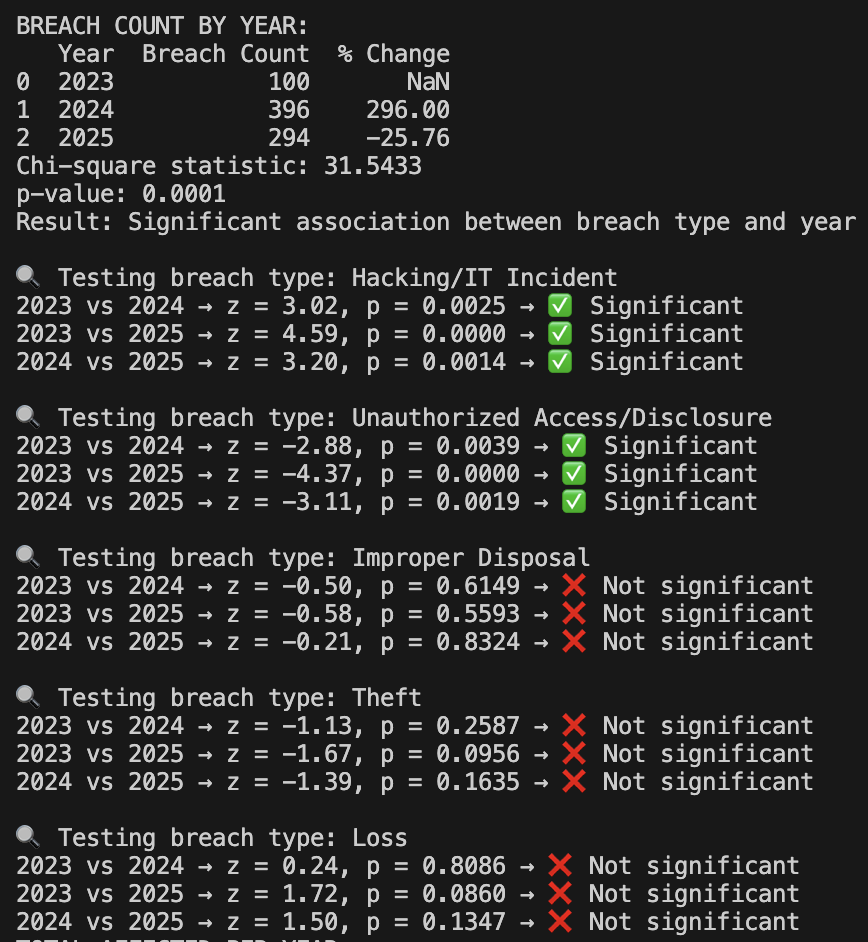 BREACH COUNT BY YEAR:
   Year  Breach Count  % Change
0  2023           100       NaN
1  2024           396    296.00
2  2025           294    −25.76
Chi−square statistic: 31.5433
p−value: 0.0001
Result: Significant association between breach type and year

🔍 Testing breach type: Hacking/IT Incident
2023 vs 2024 → z = 3.02, p = 0.0025 → ✅ Significant
2023 vs 2025 → z = 4.59, p = 0.0000 → ✅ Significant
2024 vs 2025 → z = 3.20, p = 0.0014 → ✅ Significant

🔍 Testing breach type: Unauthorized Access/Disclosure
2023 vs 2024 → z = −2.88, p = 0.0039 → ✅ Significant
2023 vs 2025 → z = −4.37, p = 0.0000 → ✅ Significant
2024 vs 2025 → z = −3.11, p = 0.0019 → ✅ Significant

🔍 Testing breach type: Improper Disposal
2023 vs 2024 → z = −0.50, p = 0.6149 → ❌ Not significant
2023 vs 2025 → z = −0.58, p = 0.5593 → ❌ Not significant
2024 vs 2025 → z = −0.21, p = 0.8324 → ❌ Not significant

🔍 Testing breach type: Theft
2023 vs 2024 → z = −1.13, p = 0.2587 → ❌ Not significant
2023 vs 2025 → z = −1.67, p = 0.0956 → ❌ Not significant
2024 vs 2025 → z = −1.39, p = 0.1635 → ❌ Not significant

🔍 Testing breach type: Loss
2023 vs 2024 → z = 0.24, p = 0.8086 → ❌ Not significant
2023 vs 2025 → z = 1.72, p = 0.0860 → ❌ Not significant
2024 vs 2025 → z = 1.50, p = 0.1347 → ❌ Not significant